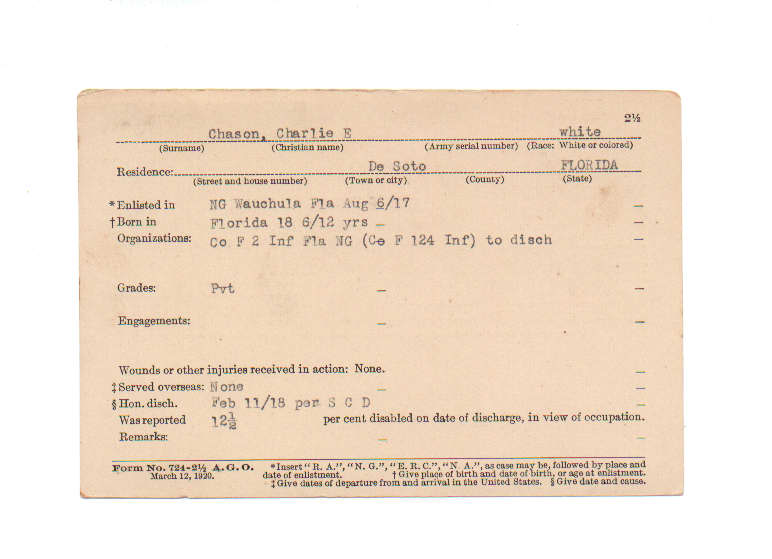 2½
Chason, Charlie E white
(Surname) (Christian name) (Army serial number) (Race: White or colored)
Residence: De Soto FLORIDA
(Street and house number) (Town or city) (County) (State)
*Enlisted in NG Wauchula Fla Aug 6/17
†Born in Florida 18 6/12 yrs
Organizations: Co F 2 Inf Fla NG (Co F 124 Inf) to disch
Grades: Pvt
Engagements:
Wounds or other injuries received in action: None.
‡Served overseas: None
§Hon. disch. Feb 11/18 per S C D
Was reported 12½ per cent disabled on date of discharge, in view of occupation.
Remarks:
Form No. 724-2½ A.G.O. *Insert "R. A.", "N. G.", "E. R. C.", "N. A.", as case may be, followed by place and
March 12, 1920. date of enlistment. † Give place of birth and date of birth, or age at enlistment.
‡ Give dates of departure from and arrival in the United States. § Give date and cause.